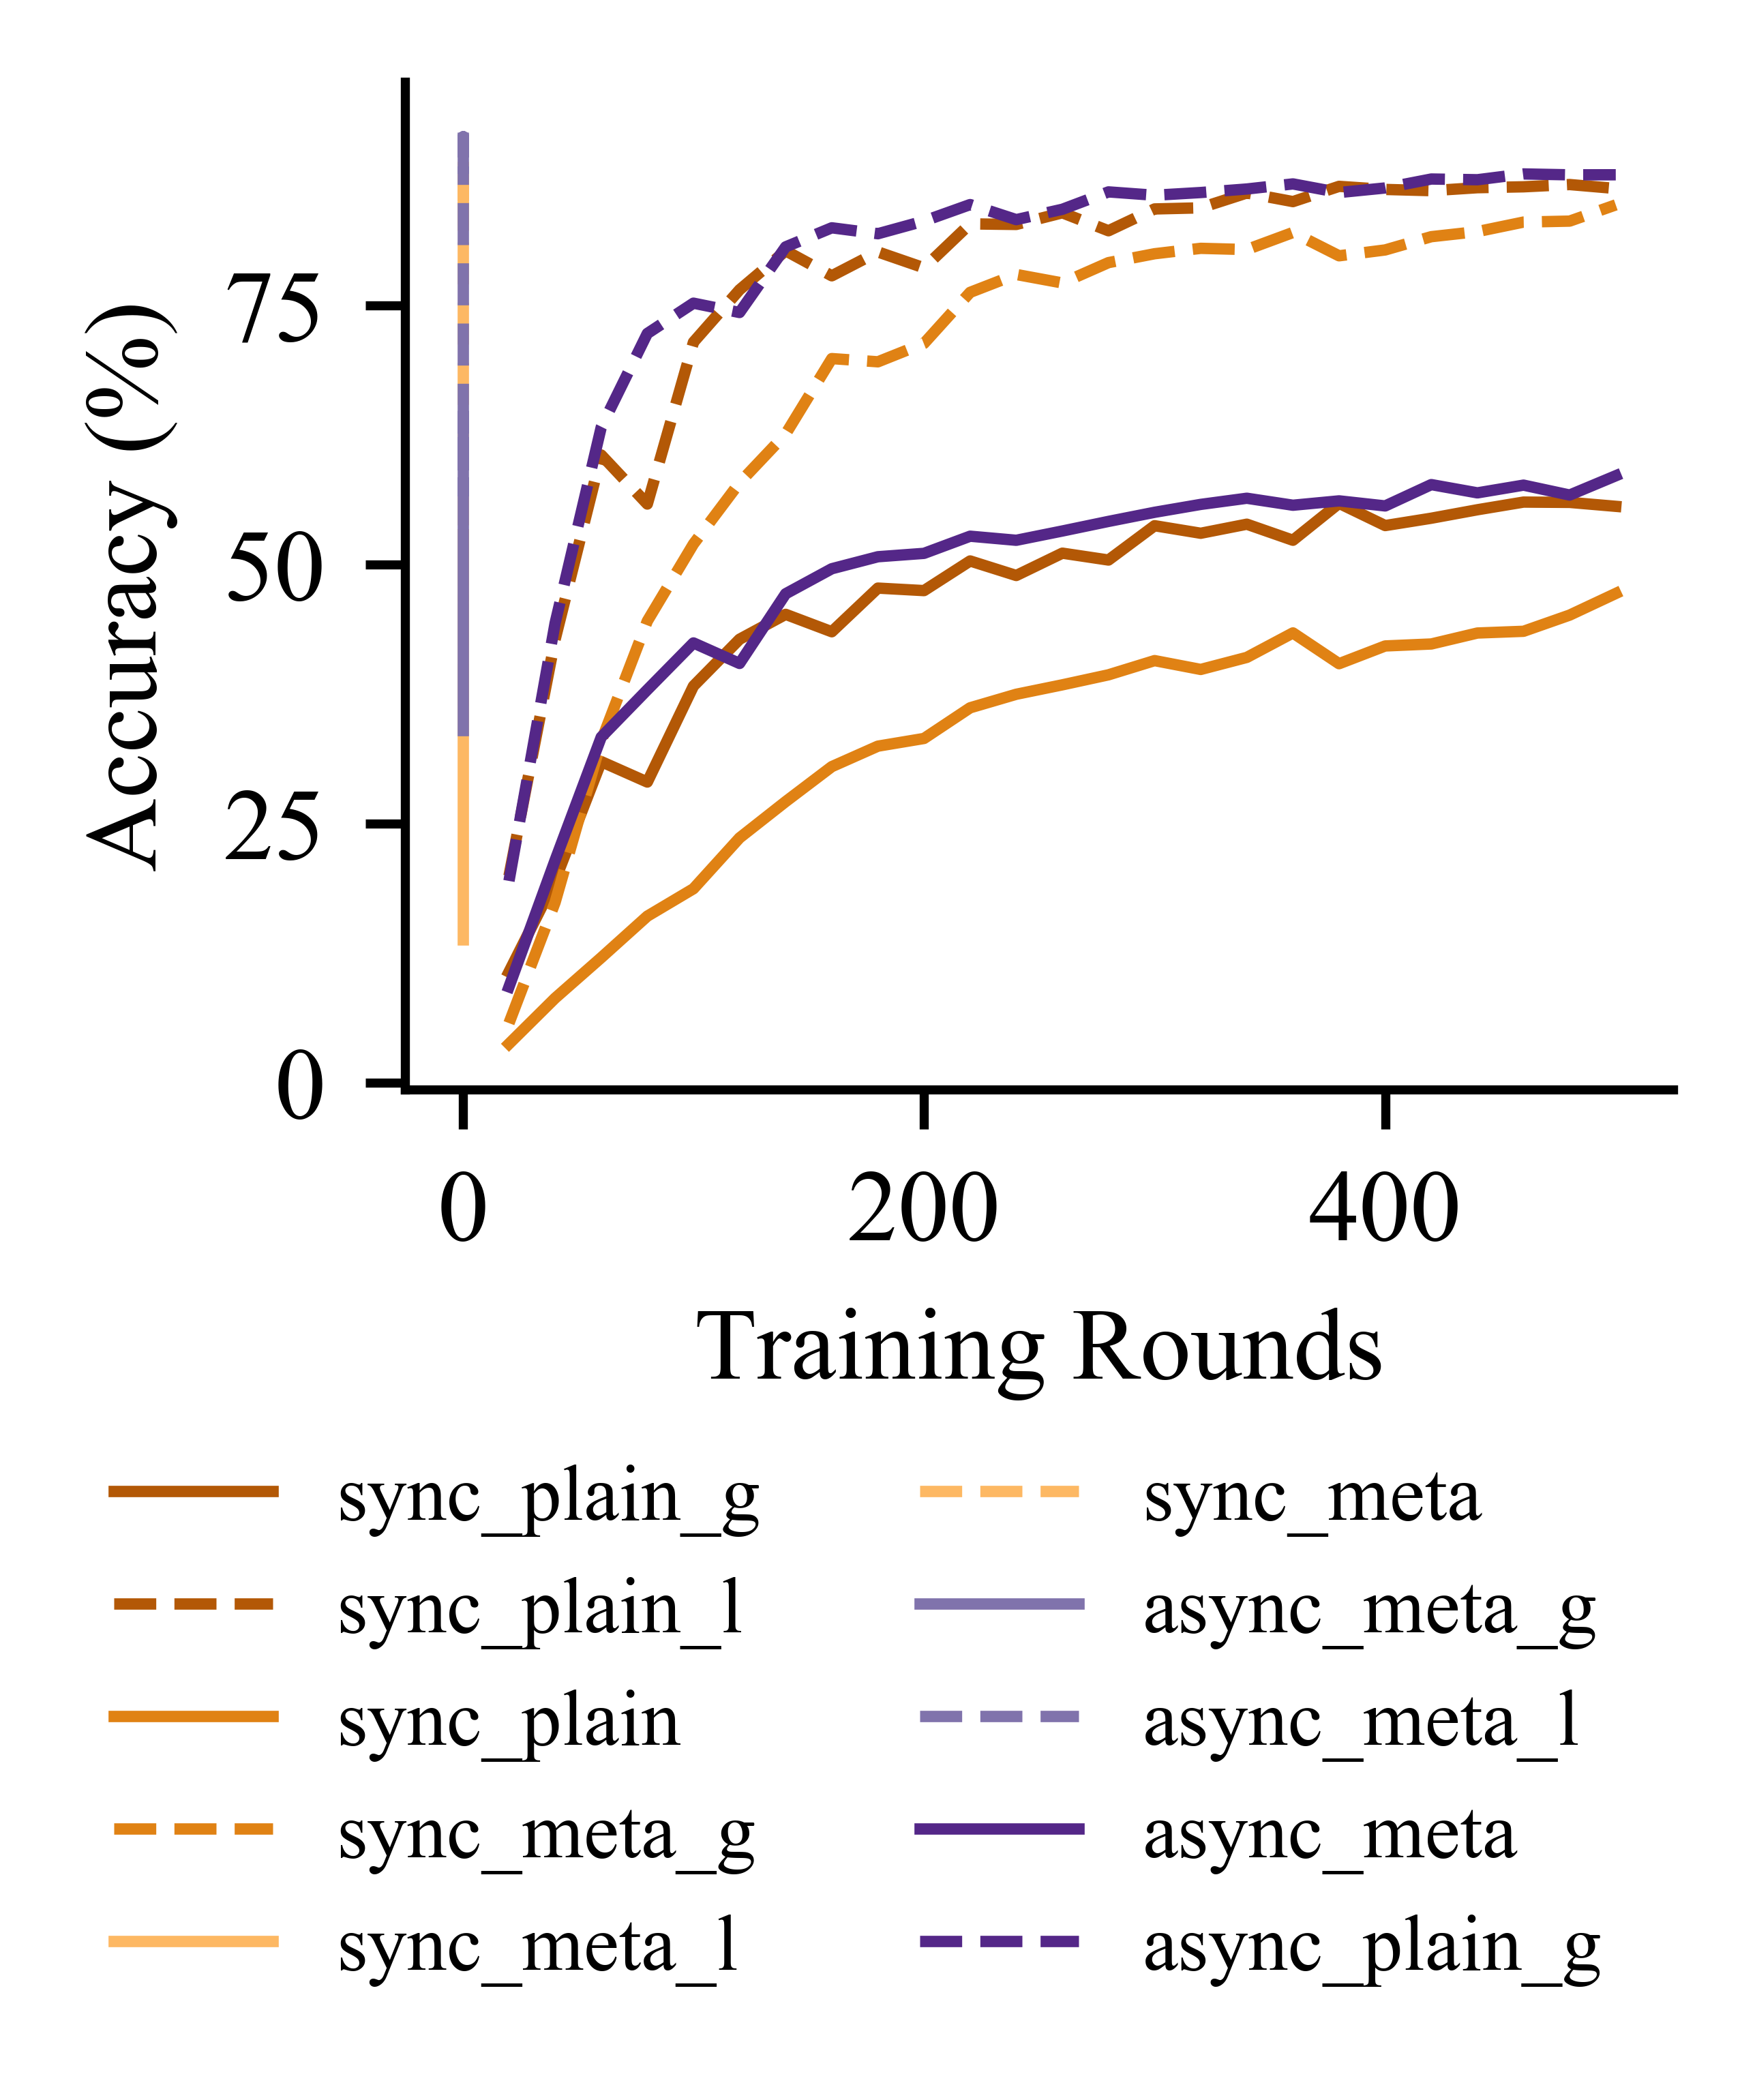 Accuracy (%)
75
50
25
0
0 200 400
Training Rounds
sync_plain_g
sync_plain_l
sync_plain
sync_meta_g
sync_meta_l
sync_meta
async_meta_g
async_meta_l
async_meta
async_plain_g